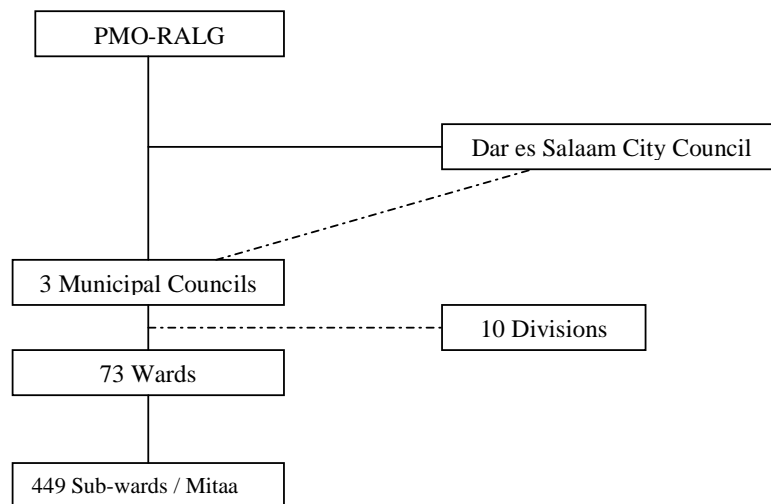 PMO-RALG
Dar es Salaam City Council
3 Municipal Councils
10 Divisions
73 Wards
449 Sub-wards / Mitaa